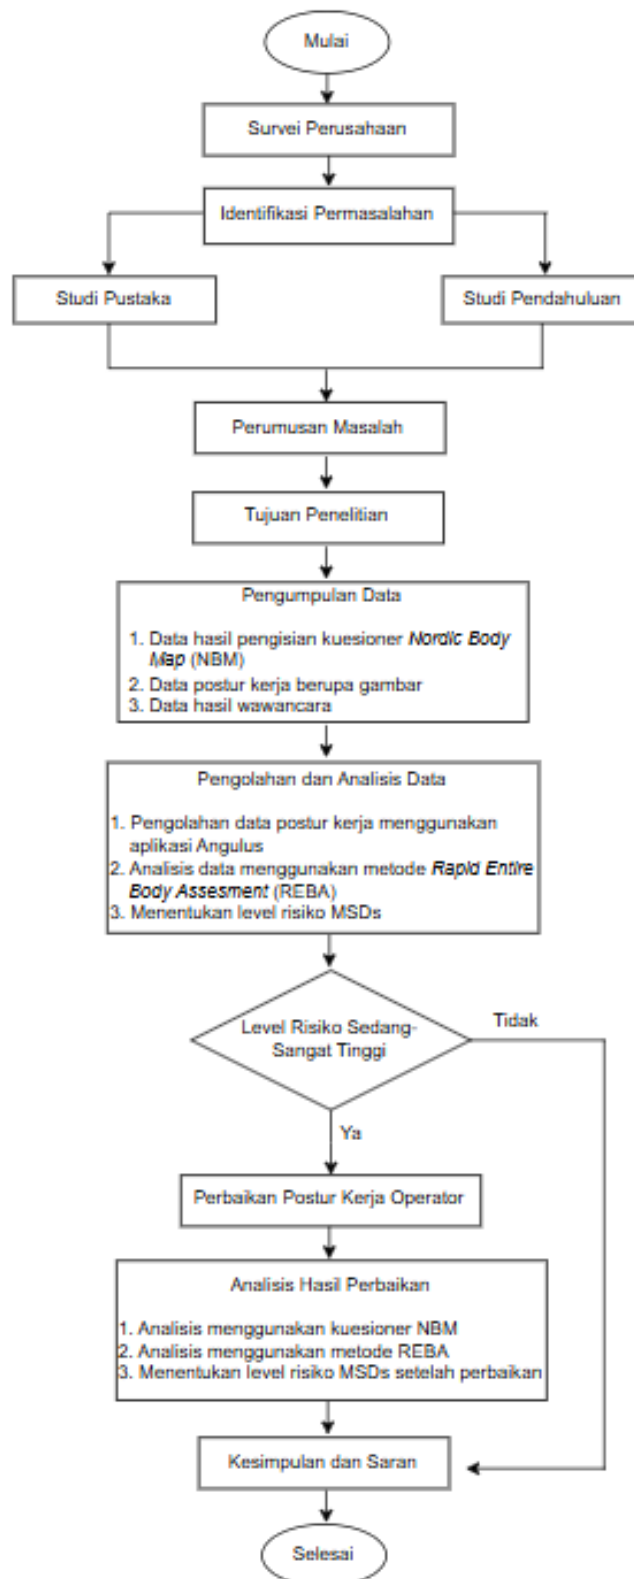 Mulai
Survei Perusahaan
Identifikasi Permasalahan
Studi Pustaka
Studi Pendahuluan
Perumusan Masalah
Tujuan Penelitian
Pengumpulan Data
1. Data hasil pengisian kuesioner Nordic Body
Map (NBM)
2. Data postur kerja berupa gambar
3. Data hasil wawancara
Pengolahan dan Analisis Data
1. Pengolahan data postur kerja menggunakan
aplikasi Angulus
2. Analisis data menggunakan metode Rapid Entire
Body Assesment (REBA)
3. Menentukan level risiko MSDs
Level Risiko Sedang-
Sangat Tinggi
Tidak
Ya
Perbaikan Postur Kerja Operator
Analisis Hasil Perbaikan
1. Analisis menggunakan kuesioner NBM
2. Analisis menggunakan metode REBA
3. Menentukan level risiko MSDs setelah perbaikan
Kesimpulan dan Saran
Selesai